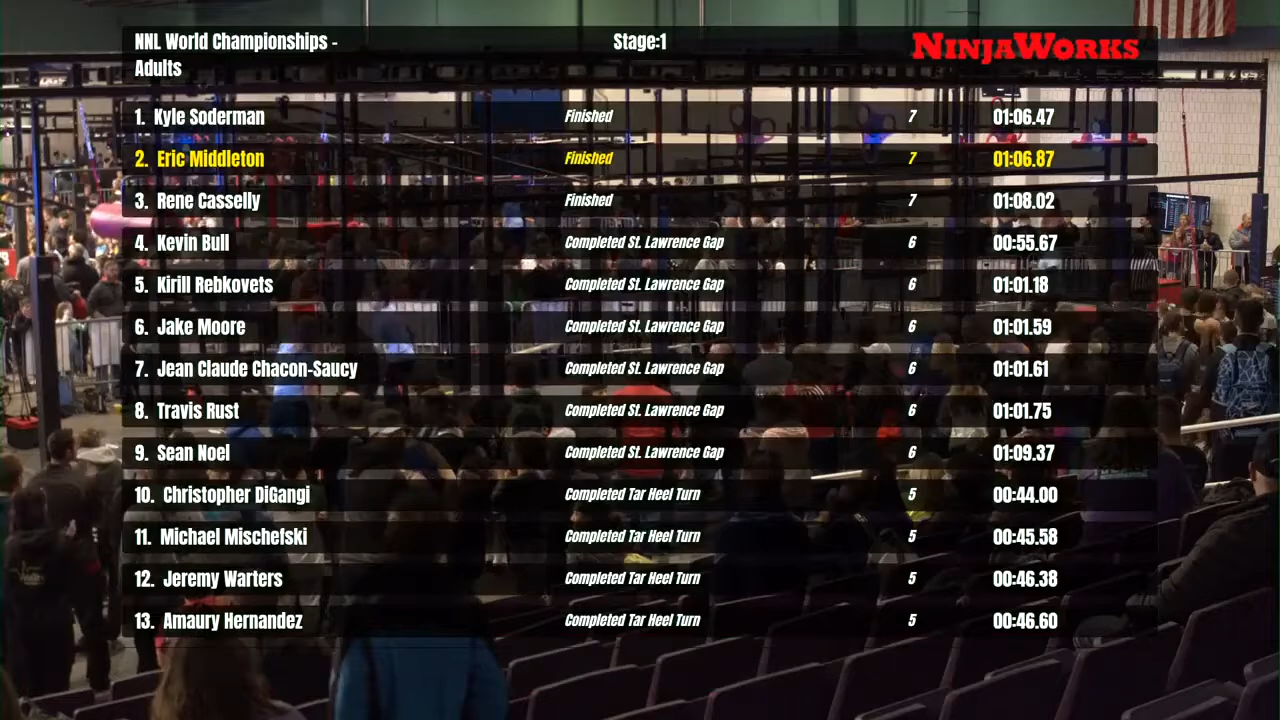 NNL World Championships -
Adults
Stage:1
NINJAWORKS
1. Kyle Soderman Finished 7 01:06.47
2. Eric Middleton Finished 7 01:06.87
3. Rene Casselly Finished 7 01:08.02
4. Kevin Bull Completed St. Lawrence Gap 6 00:55.67
5. Kirill Rebkovets Completed St. Lawrence Gap 6 01:01.18
6. Jake Moore Completed St. Lawrence Gap 6 01:01.59
7. Jean Claude Chacon-Saucy Completed St. Lawrence Gap 6 01:01.61
8. Travis Rust Completed St. Lawrence Gap 6 01:01.75
9. Sean Noel Completed St. Lawrence Gap 6 01:09.37
10. Christopher DiGangi Completed Tar Heel Turn 5 00:44.00
11. Michael Mischefski Completed Tar Heel Turn 5 00:45.58
12. Jeremy Warters Completed Tar Heel Turn 5 00:46.38
13. Amaury Hernandez Completed Tar Heel Turn 5 00:46.60